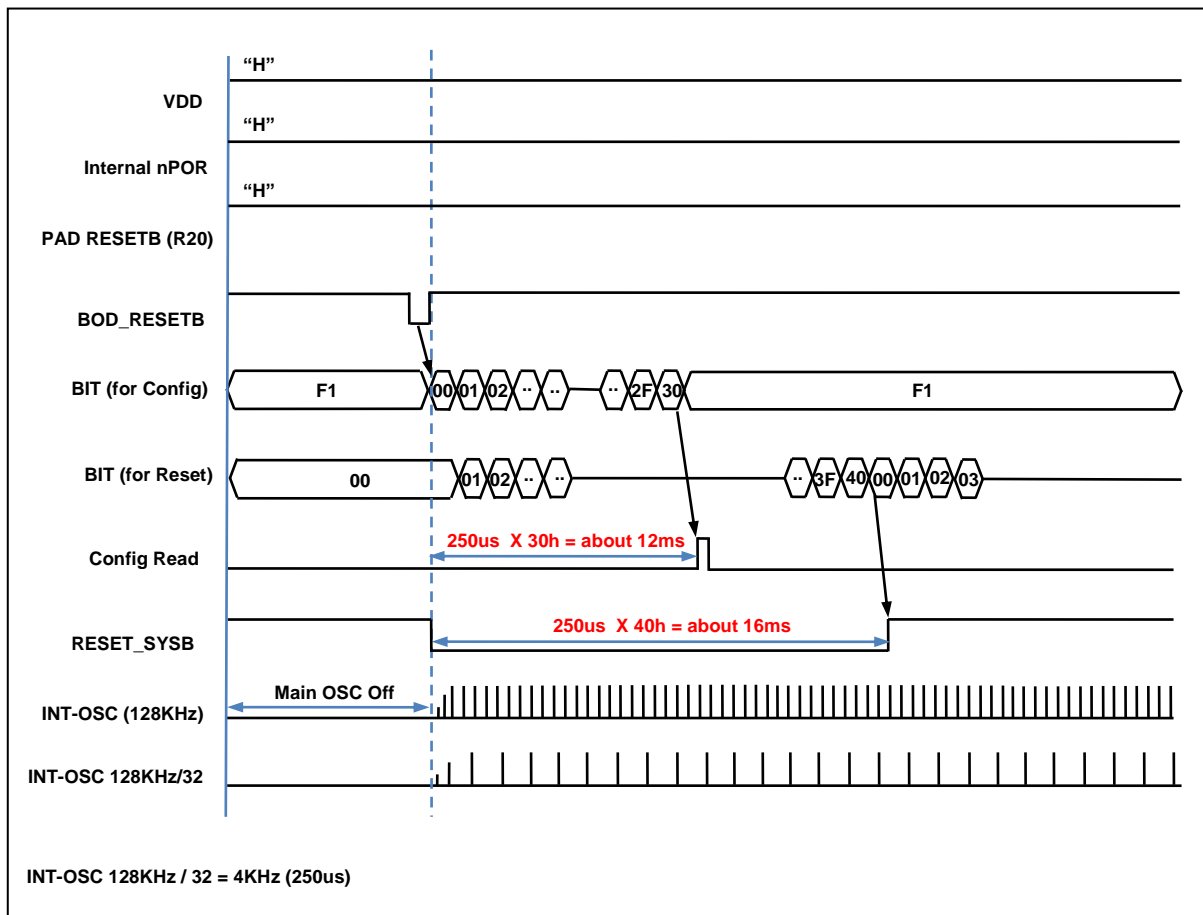 “H”
VDD
“H”
Internal nPOR
“H”
PAD RESETB (R20)
BOD_RESETB
BIT (for Config) F1 00 01 02 .. .. .. 2F 30 F1
BIT (for Reset) 00 01 02 .. .. .. 3F 40 00 01 02 03
250us X 30h = about 12ms
Config Read
250us X 40h = about 16ms
RESET_SYSB
Main OSC Off
INT-OSC (128KHz)
INT-OSC 128KHz/32
INT-OSC 128KHz / 32 = 4KHz (250us)